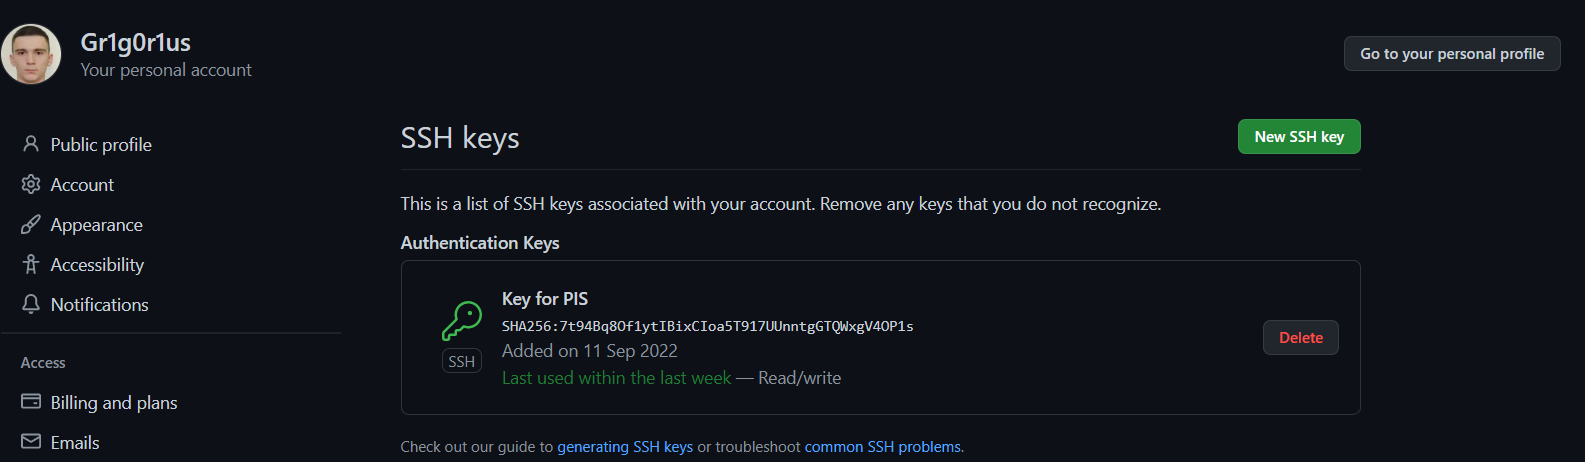 Gr1g0r1us
Your personal account
Go to your personal profile
Public profile
Account
Appearance
Accessibility
Notifications
Access
Billing and plans
Emails
SSH keys
New SSH key
This is a list of SSH keys associated with your account. Remove any keys that you do not recognize.
Authentication Keys
Key for PIS
SHA256:7t94Bq8Of1ytIBixCIoa5T917UUnntgGTQWxgV4OP1s
Added on 11 Sep 2022
Last used within the last week — Read/write
SSH
Delete
Check out our guide to generating SSH keys or troubleshoot common SSH problems.